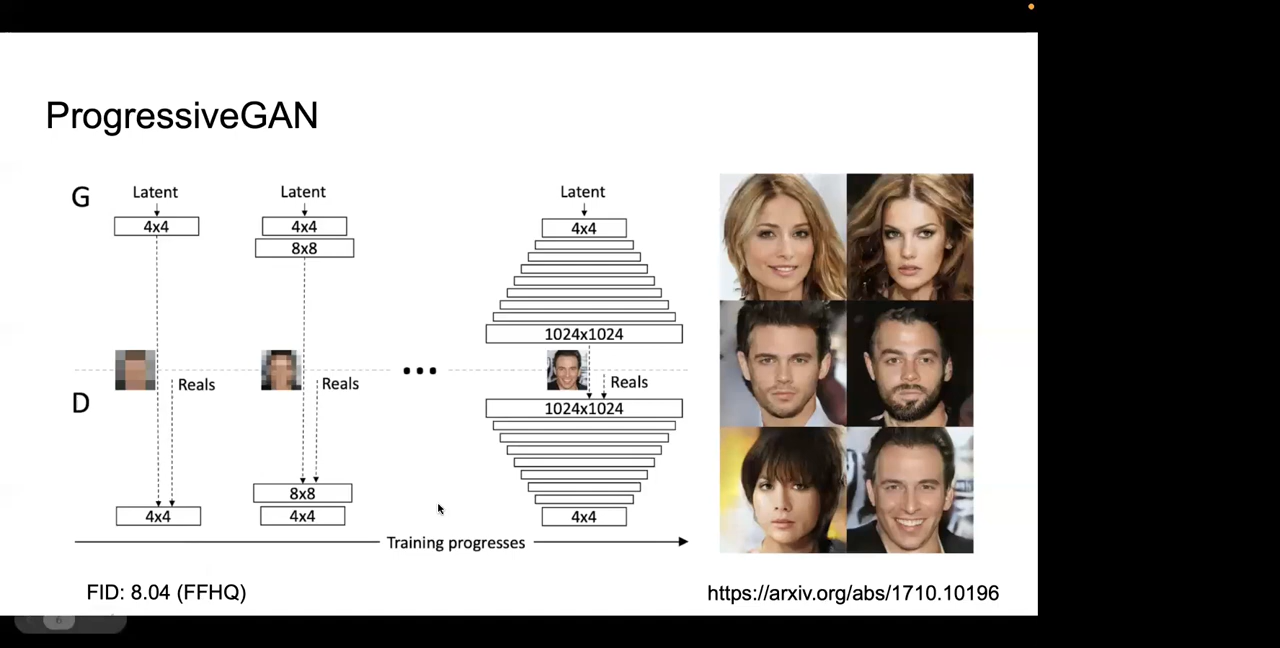 ProgressiveGAN
G
Latent
Latent
Latent
4x4
4x4
4x4
8x8
1024x1024
Reals
Reals
Reals
D
1024x1024
8x8
4x4
4x4
4x4
Training progresses
FID: 8.04 (FFHQ)
https://arxiv.org/abs/1710.10196
6